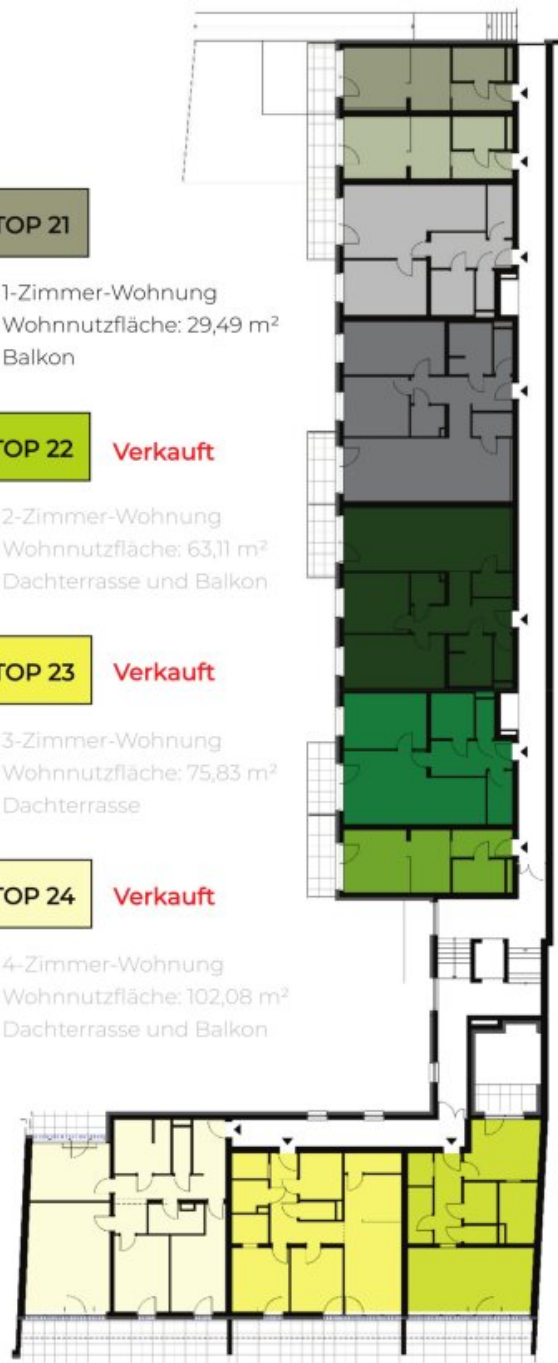 TOP 21
1-Zimmer-Wohnung
Wohnnutzfläche: 29,49 m²
Balkon
TOP 22 Verkauft
2-Zimmer-Wohnung
Wohnnutzfläche: 63,11 m²
Dachterrasse und Balkon
TOP 23 Verkauft
3-Zimmer-Wohnung
Wohnnutzfläche: 75,83 m²
Dachterrasse
TOP 24 Verkauft
4-Zimmer-Wohnung
Wohnnutzfläche: 102,08 m²
Dachterrasse und Balkon